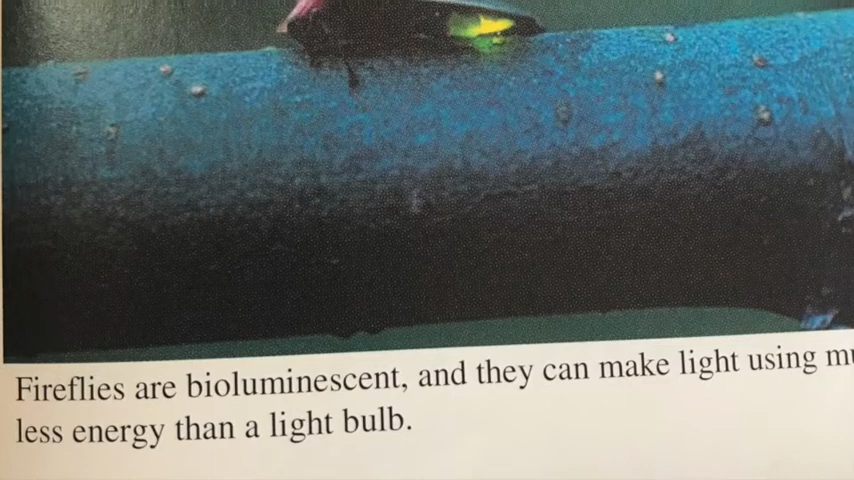 Fireflies are bioluminescent, and they can make light using
less energy than a light bulb.